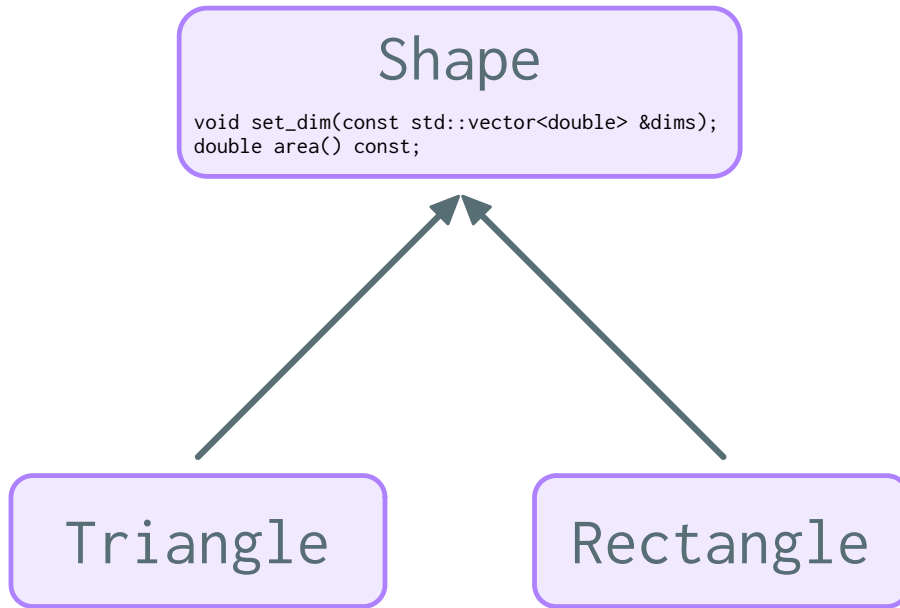 Shape
void set_dim(const std::vector<double> &dims);
double area() const;
Triangle
Rectangle